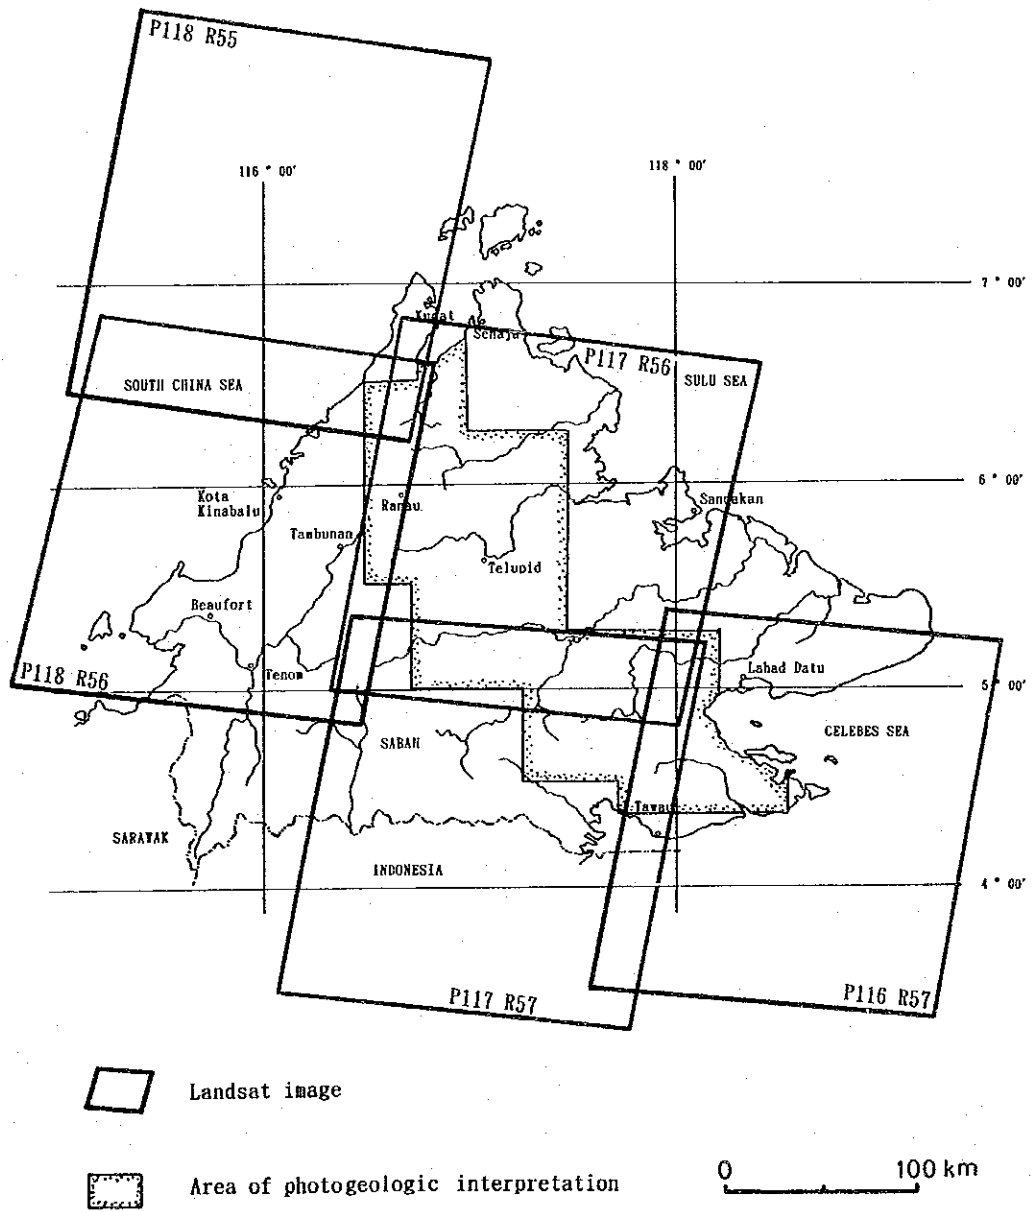 P118 R55
116° 00'
118° 00'
7° 00'
Kudat
Senaja
P117 R56
SOUTH CHINA SEA
SULU SEA
6° 00'
Kota
Kinabalu
Ranau
Sandakan
Tambunan
Telupid
Beaufort
P118 R56
Tenom
Lahad Datu
5° 00'
SABAH
CELEBES SEA
Tawau
SARAWAK
INDONESIA
4° 00'
P117 R57
P116 R57
Landsat image
Area of photogeologic interpretation
0 100 km